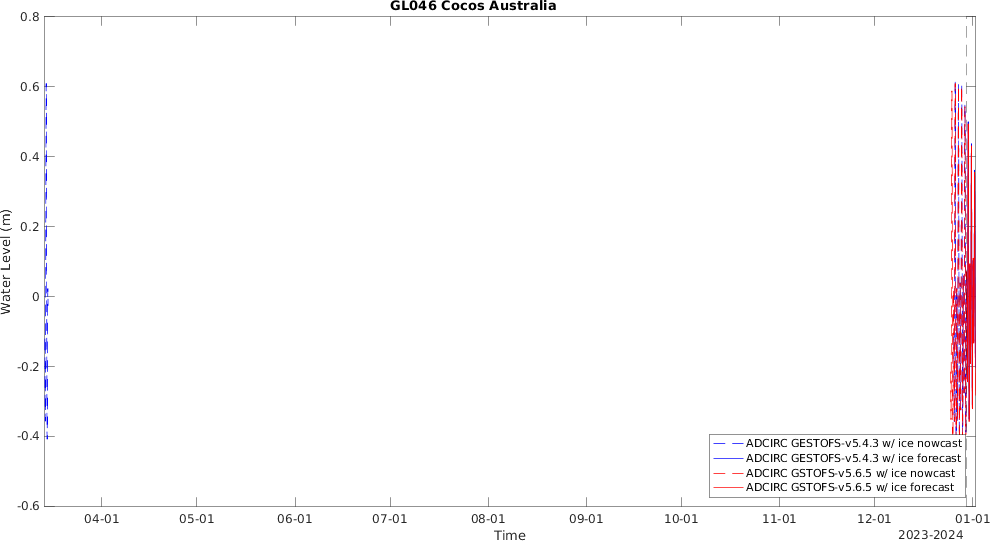 GL046 Cocos Australia
0.8
0.6
0.4
0.2
0
-0.2
-0.4
-0.6
Water Level (m)
ADCIRC GESTOFS-v5.4.3 w/ ice nowcast
ADCIRC GESTOFS-v5.4.3 w/ ice forecast
ADCIRC GSTOFS-v5.6.5 w/ ice nowcast
ADCIRC GSTOFS-v5.6.5 w/ ice forecast
04-01 05-01 06-01 07-01 08-01 09-01 10-01 11-01 12-01 01-01
Time
2023-2024